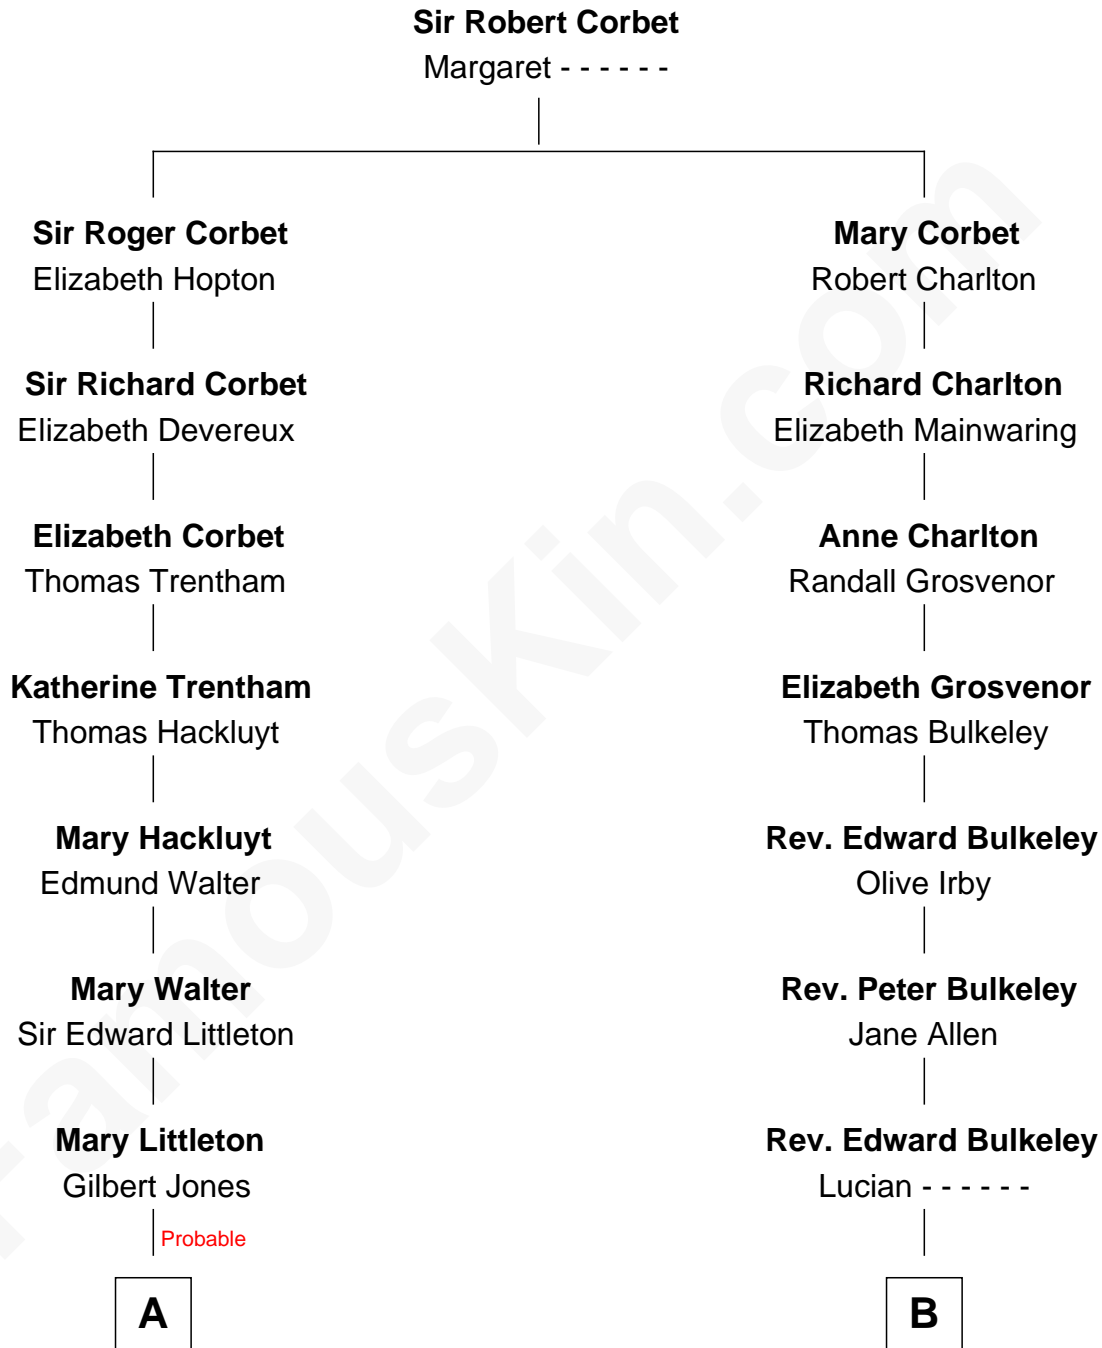 Sir Robert Corbet
Margaret - - - - - -
Sir Roger Corbet
Elizabeth Hopton
Mary Corbet
Robert Charlton
Sir Richard Corbet
Elizabeth Devereux
Richard Charlton
Elizabeth Mainwaring
Elizabeth Corbet
Thomas Trentham
Anne Charlton
Randall Grosvenor
Katherine Trentham
Thomas Hackluyt
Elizabeth Grosvenor
Thomas Bulkeley
Mary Hackluyt
Edmund Walter
Rev. Edward Bulkeley
Olive Irby
Mary Walter
Sir Edward Littleton
Rev. Peter Bulkeley
Jane Allen
Mary Littleton
Gilbert Jones
Rev. Edward Bulkeley
Lucian - - - - - -
Probable
A
B
FamousKin.com